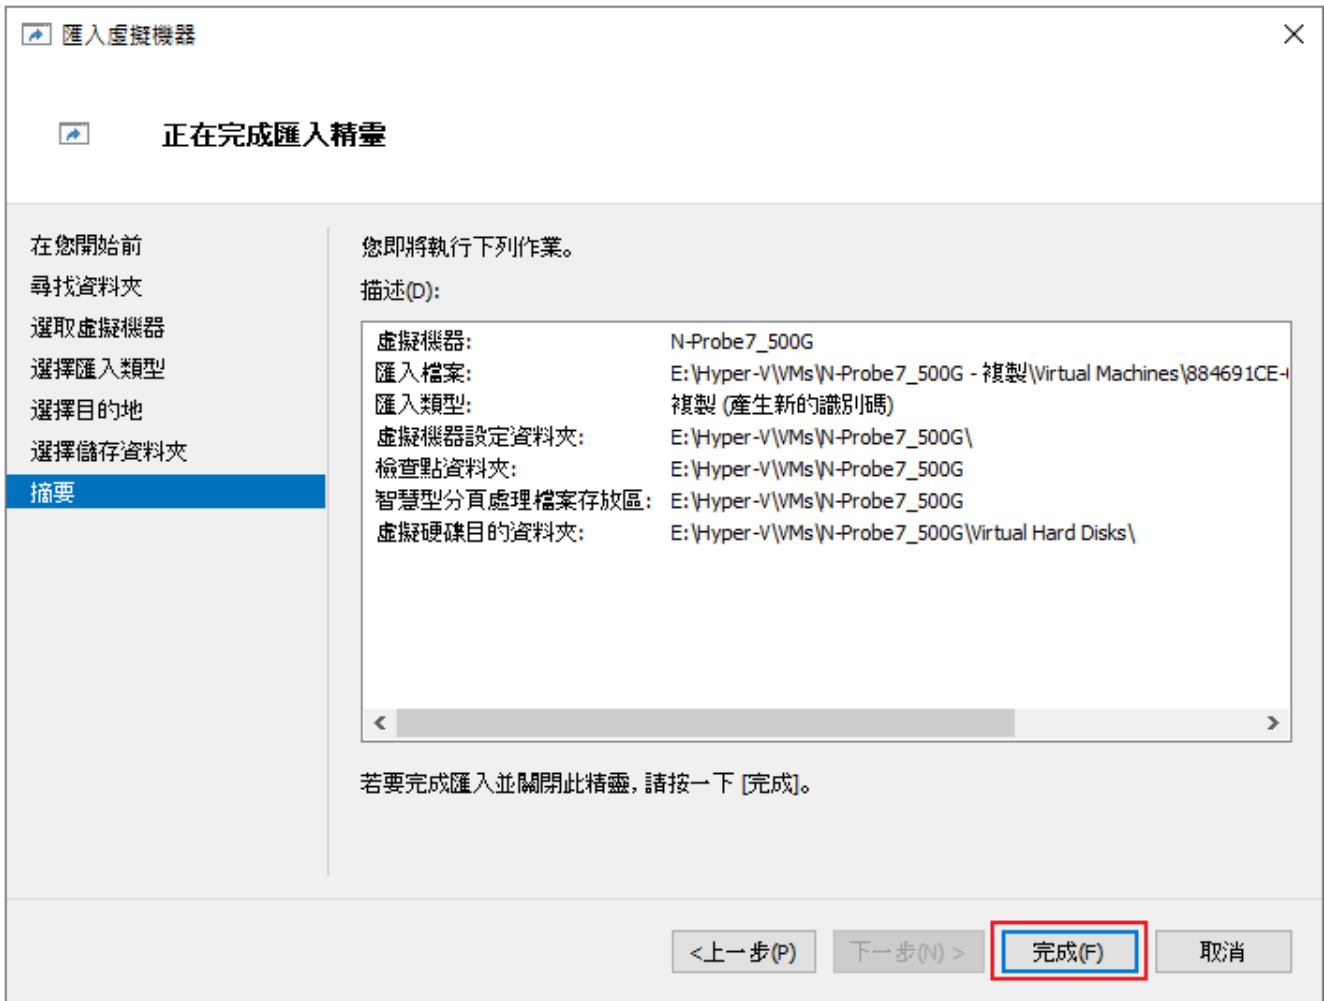 匯入虛擬機器
正在完成匯入精靈
在您開始前
尋找資料夾
選取虛擬機器
選擇匯入類型
選擇目的地
選擇儲存資料夾
摘要
您即將執行下列作業。
描述(D):
虛擬機器: N-Probe7_500G
匯入檔案: E:\Hyper-V\VMs\N-Probe7_500G - 複製\Virtual Machines\884691CE-
匯入類型: 複製 (產生新的識別碼)
虛擬機器設定資料夾: E:\Hyper-V\VMs\N-Probe7_500G\
檢查點資料夾: E:\Hyper-V\VMs\N-Probe7_500G
智慧型分頁處理檔案存放區: E:\Hyper-V\VMs\N-Probe7_500G
虛擬硬碟目的資料夾: E:\Hyper-V\VMs\N-Probe7_500G\Virtual Hard Disks\
若要完成匯入並關閉此精靈, 請按一下 [完成]。
<上一步(P) 下一步(N) > 完成(F) 取消